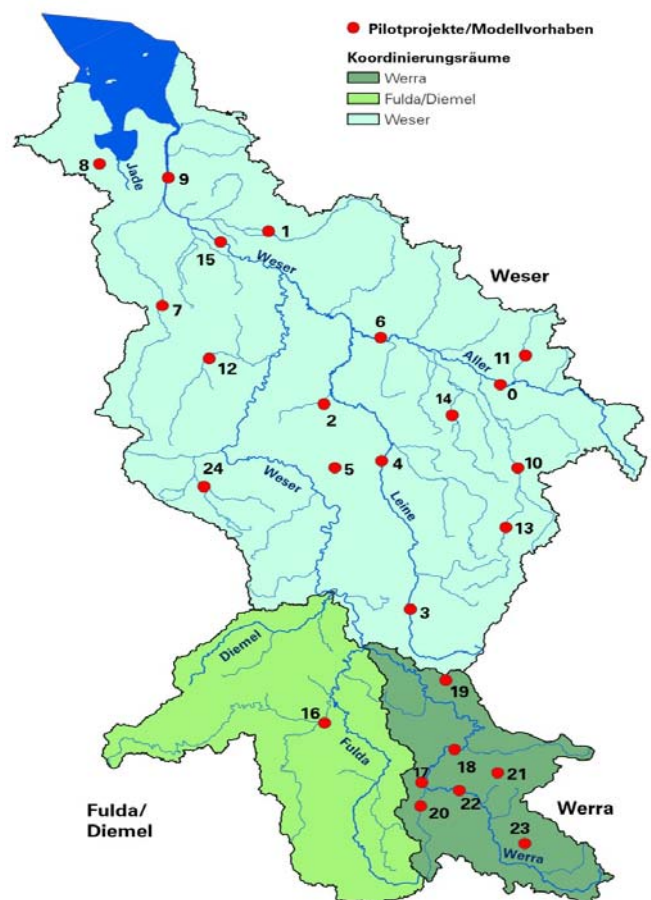 Pilotprojekte/Modellvorhaben
Koordinierungsräume
Werra
Fulda/Diemel
Weser
8
Jade
9
1
15
Weser
Weser
7
6
11
Aller
12
0
14
2
24
Weser
5
4
10
Leine
13
3
Diemel
19
16
Fulda
18
17
21
22
20
Fulda/
Diemel
Werra
23
Werra